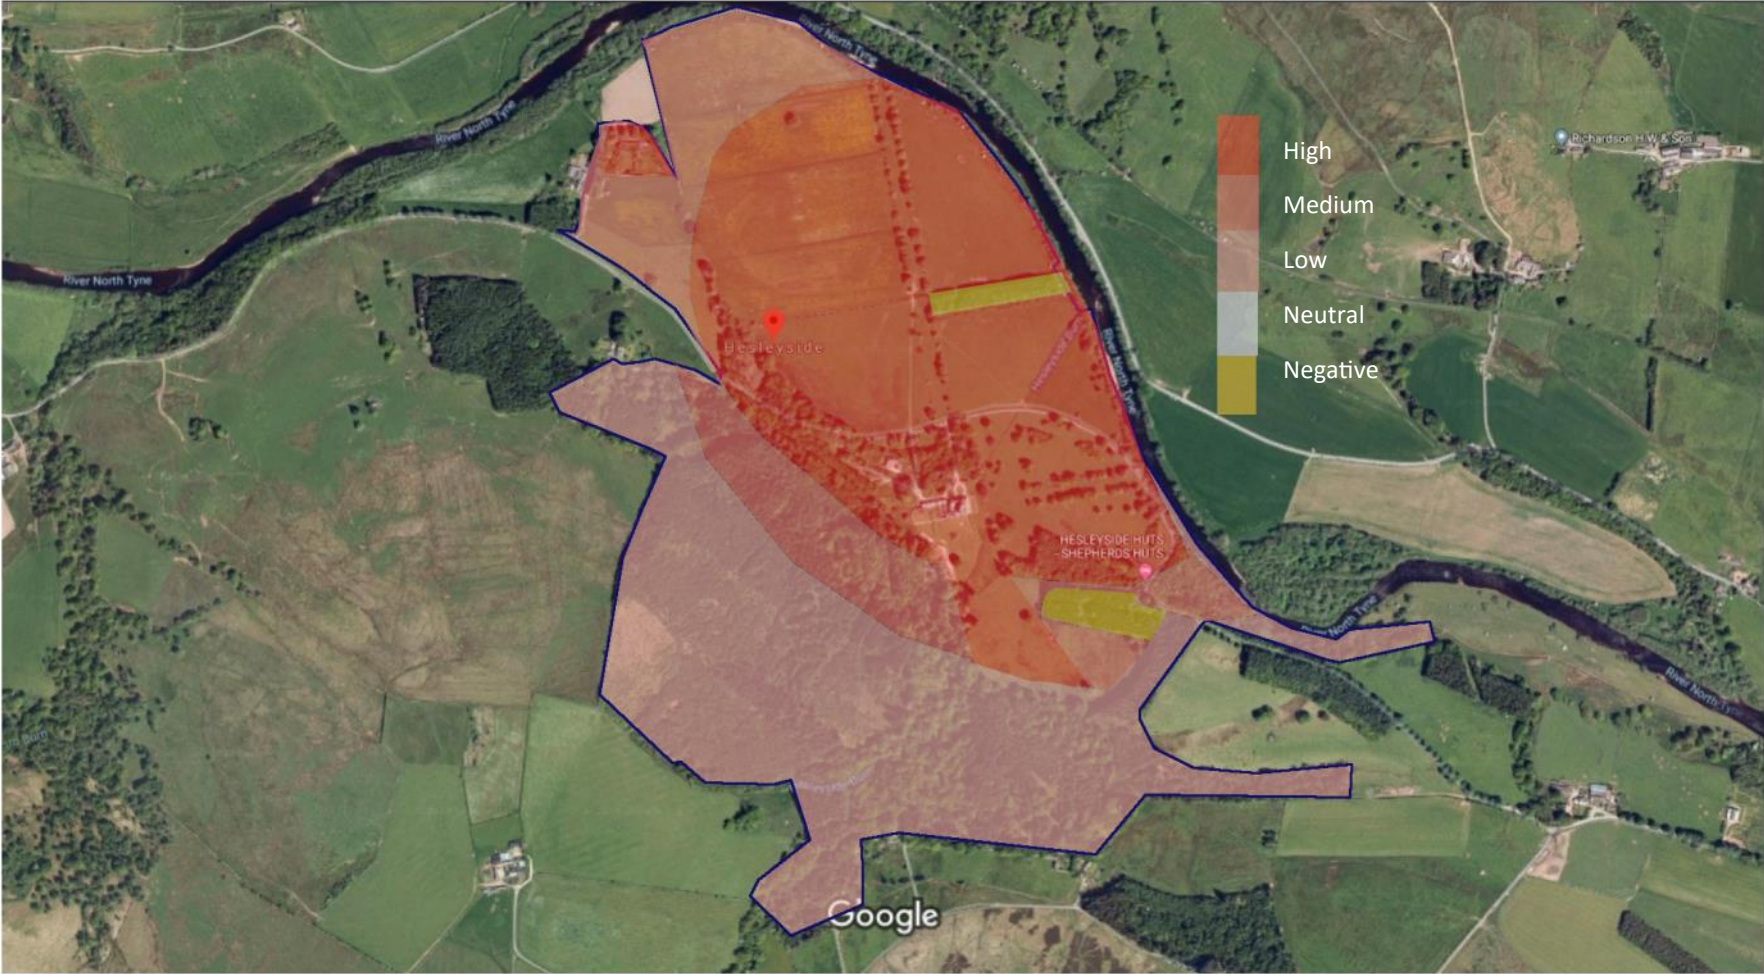 River North Tyne
River North Tyne
High
Richardson H W & Son
Medium
Low
River North Tyne
Neutral
Hesleyside
Negative
River North Tyne
HESLEYSIDE HUTS
- SHEPHERDS HUTS
River North Tyne
River North
Google